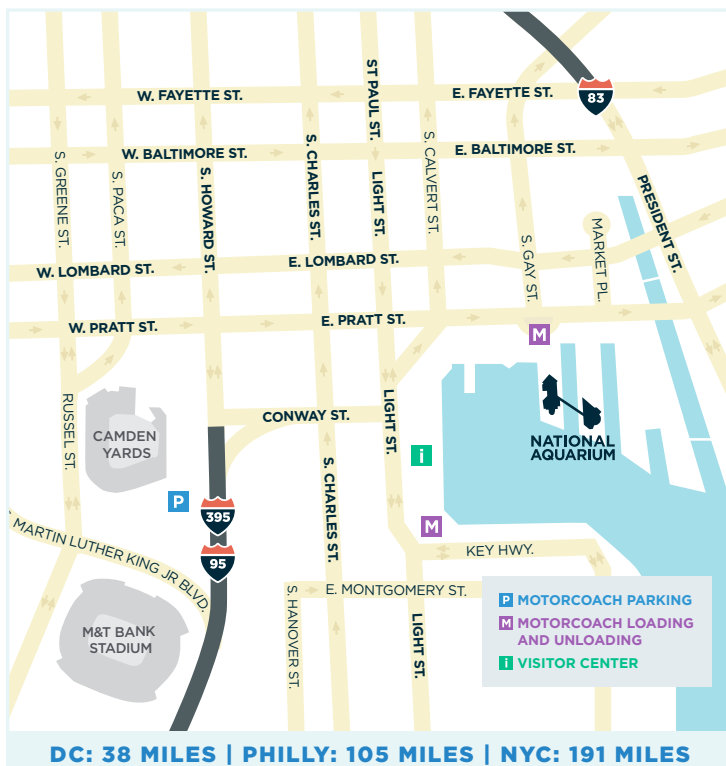 W. FAYETTE ST.
ST PAUL ST.
E. FAYETTE ST.
83
S. GREENE ST.
S. PACA ST.
W. BALTIMORE ST.
S. HOWARD ST.
S. CHARLES ST.
LIGHT ST.
S. CALVERT ST.
E. BALTIMORE ST.
PRESIDENT ST.
S. GAY ST.
MARKET PL.
W. LOMBARD ST.
E. LOMBARD ST.
W. PRATT ST.
E. PRATT ST.
M
RUSSEL ST.
CAMDEN
YARDS
CONWAY ST.
LIGHT ST.
NATIONAL
AQUARIUM
i
S. CHARLES ST.
P
395
M
95
S. MARTIN LUTHER KING JR BLVD.
KEY HWY.
E. MONTGOMERY ST.
S. HANOVER ST.
LIGHT ST.
M&T BANK
STADIUM
P MOTORCOACH PARKING
M MOTORCOACH LOADING
AND UNLOADING
i VISITOR CENTER
DC: 38 MILES | PHILLY: 105 MILES | NYC: 191 MILES